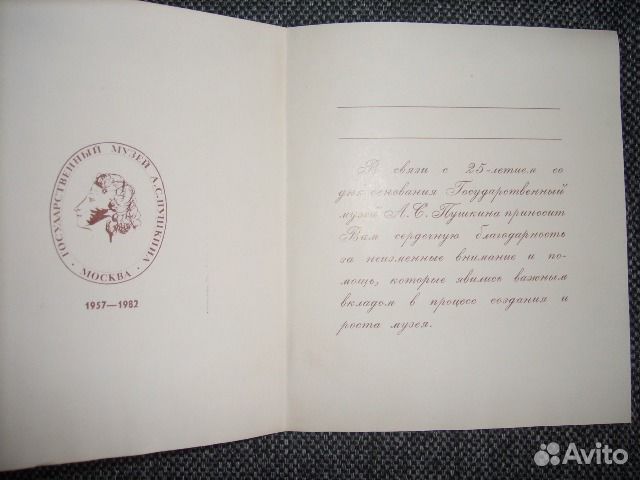 ГОСУДАРСТВЕННЫЙ МУЗЕЙ А.С.ПУШКИНА
· МОСКВА ·
1957—1982
В связи с 25-летием со
дня основания Государственный
музей А. С. Пушкина приносит
Вам сердечную благодарность
за неизменные внимание и по-
мощь, которые явились важным
вкладом в процесс создания и
роста музея.
Avito